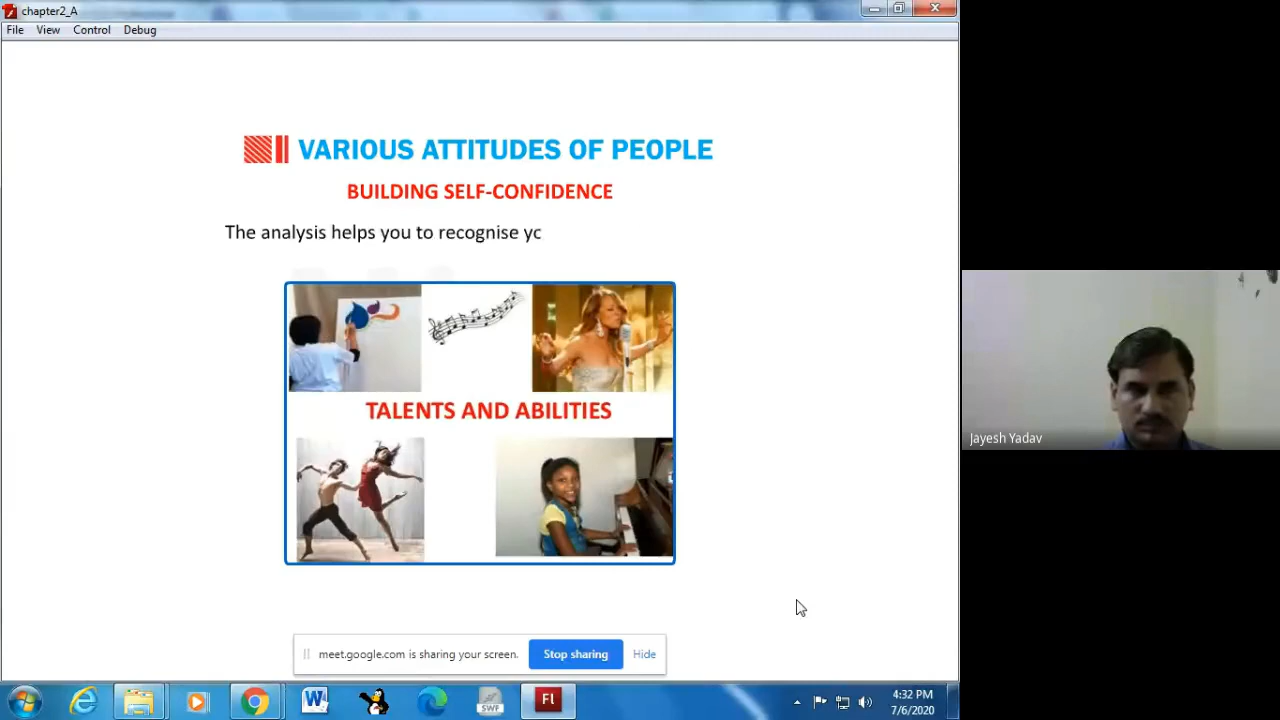 chapter2_A
File View Control Debug
VARIOUS ATTITUDES OF PEOPLE
BUILDING SELF-CONFIDENCE
The analysis helps you to recognise yc
TALENTS AND ABILITIES
Jayesh Yadav
meet.google.com is sharing your screen. Stop sharing Hide
W SWF Fl
4:32 PM
7/6/2020